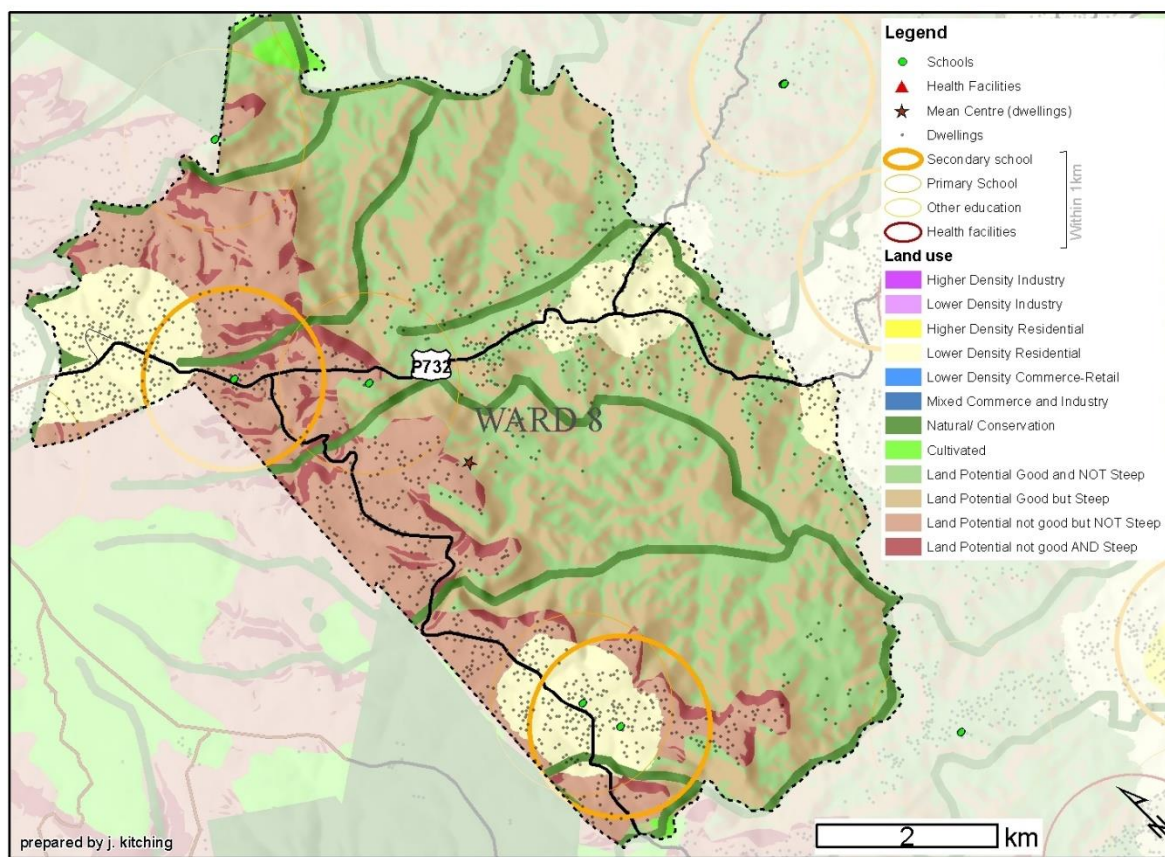 Legend
Schools
Health Facilities
Mean Centre (dwellings)
Dwellings
Secondary school
Primary School
Other education
Health facilities
Within 1km
Land use
Higher Density Industry
Lower Density Industry
Higher Density Residential
Lower Density Residential
Lower Density Commerce-Retail
Mixed Commerce and Industry
Natural/ Conservation
Cultivated
Land Potential Good and NOT Steep
Land Potential Good but Steep
Land Potential not good but NOT Steep
Land Potential not good AND Steep
P732
WARD 8
N
2 km
prepared by j. kitching